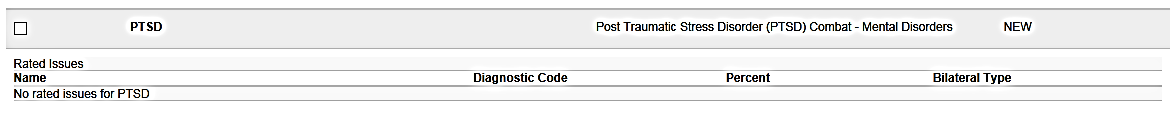 PTSD Post Traumatic Stress Disorder (PTSD) Combat - Mental Disorders NEW
Rated Issues
Name Diagnostic Code Percent Bilateral Type
No rated issues for PTSD